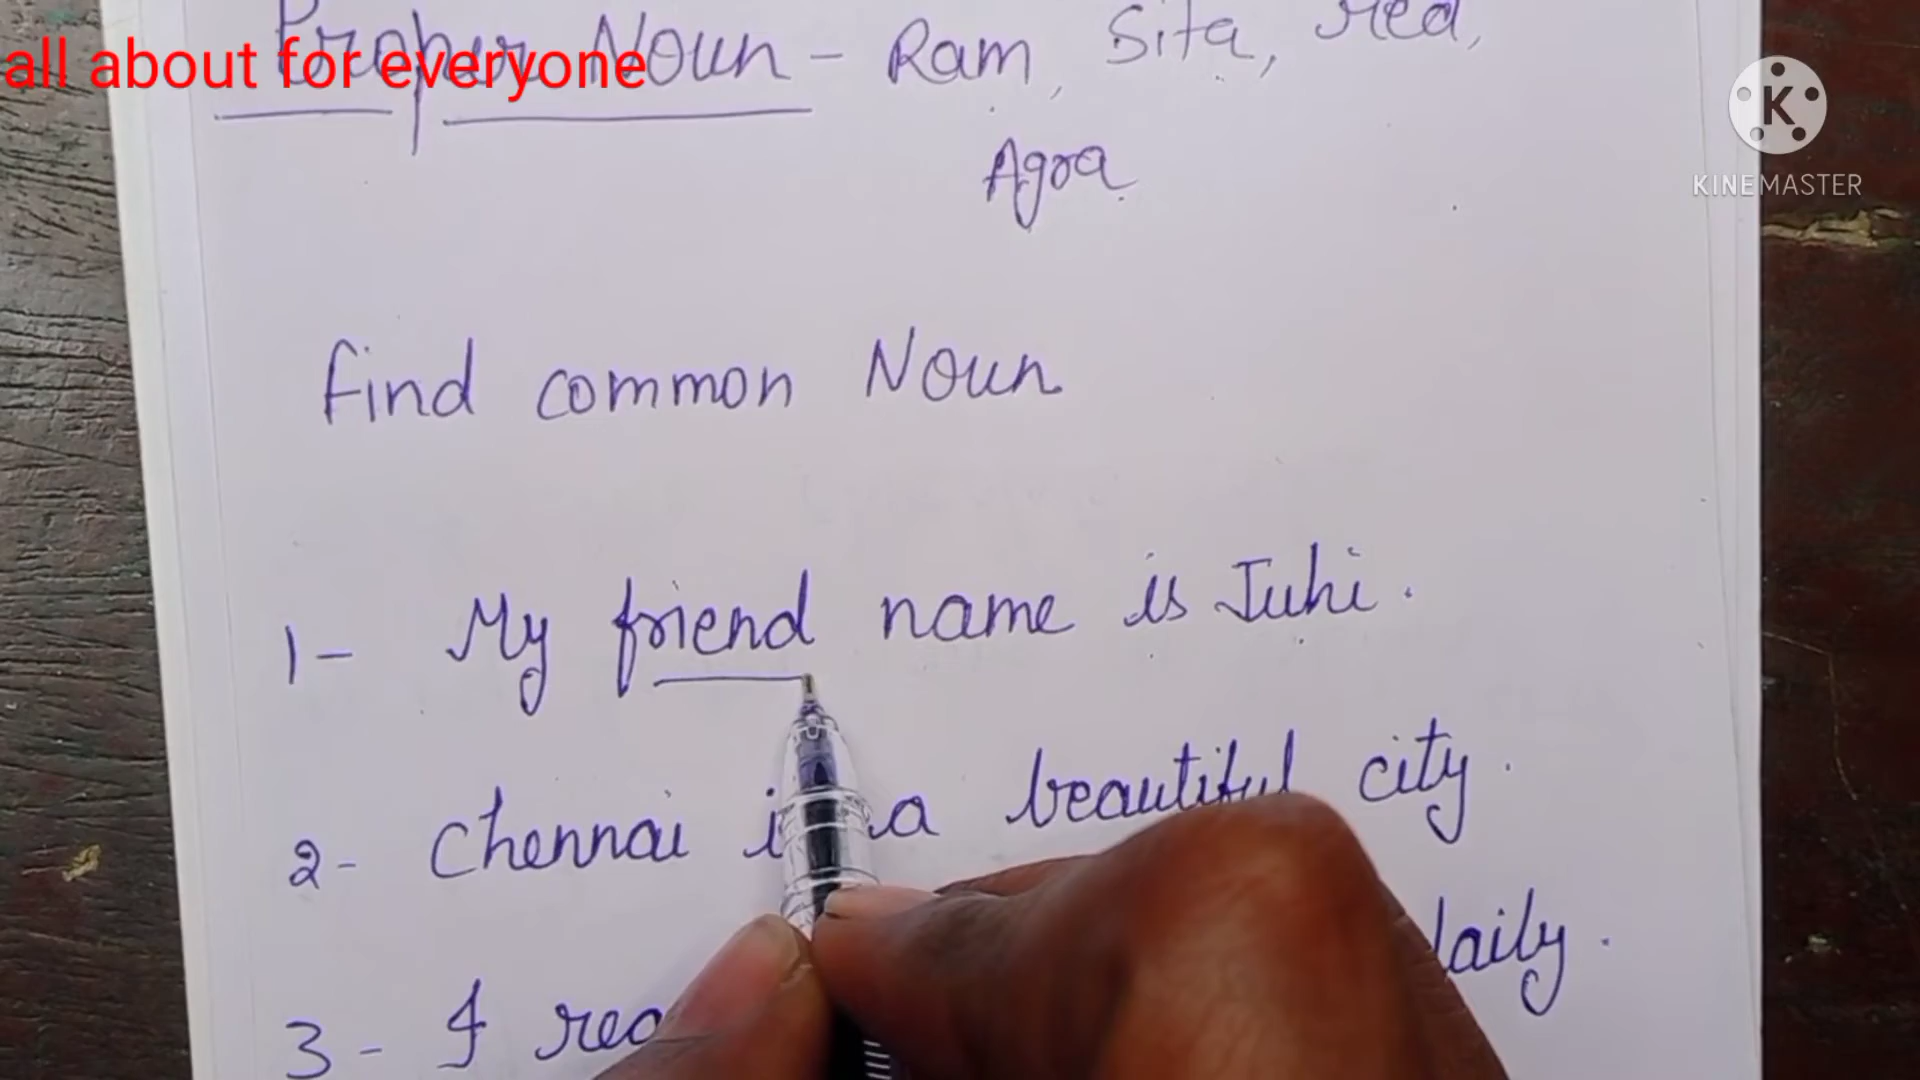 Proper Noun - Ram, Sita, red,
all about for everyone
Agra
KINEMASTER
find common Noun
1- My friend name is Juhi.
2- Chennai a beautiful city.
3- I daily.